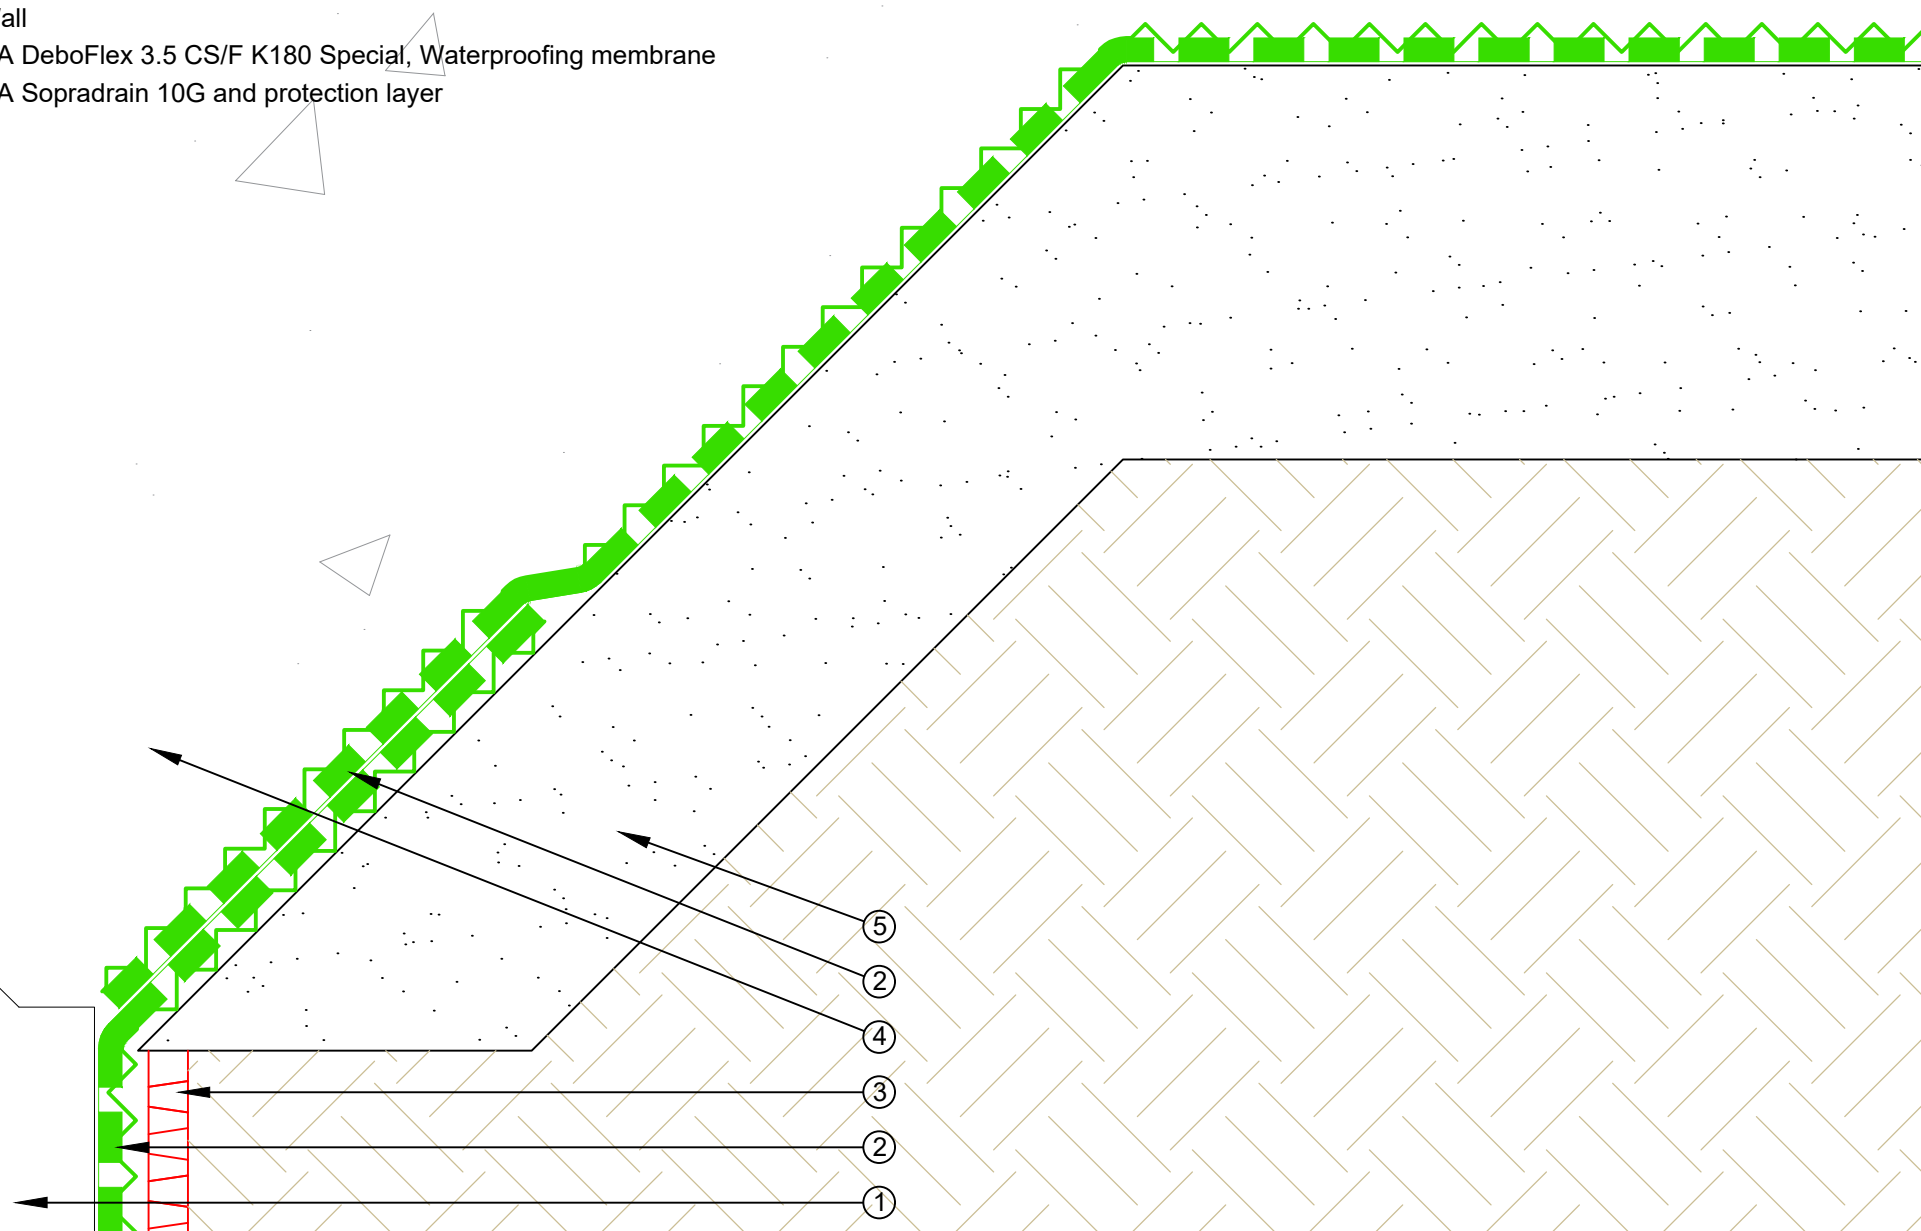 all
A DeboFlex 3.5 CS/F K180 Special, Waterproofing membrane
A Sopradrain 10G and protection layer
5
2
4
3
2
1